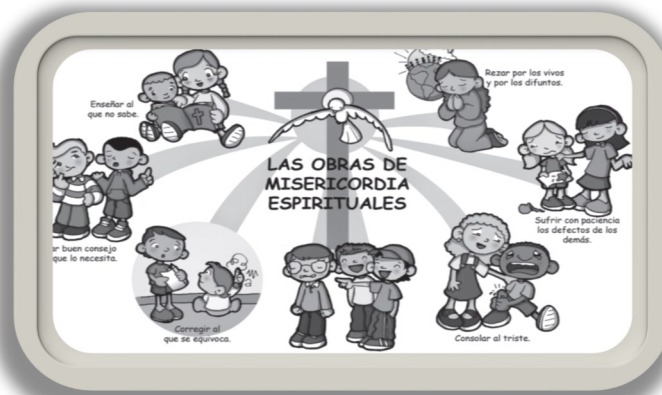 Enseñar al
que no sabe.
Rezar por los vivos
y por los difuntos.
LAS OBRAS DE
MISERICORDIA
ESPIRITUALES
ar buen consejo
que lo necesita.
Sufrir con paciencia
los defectos de los
demás.
Corregir al
que se equivoca.
Consolar al triste.